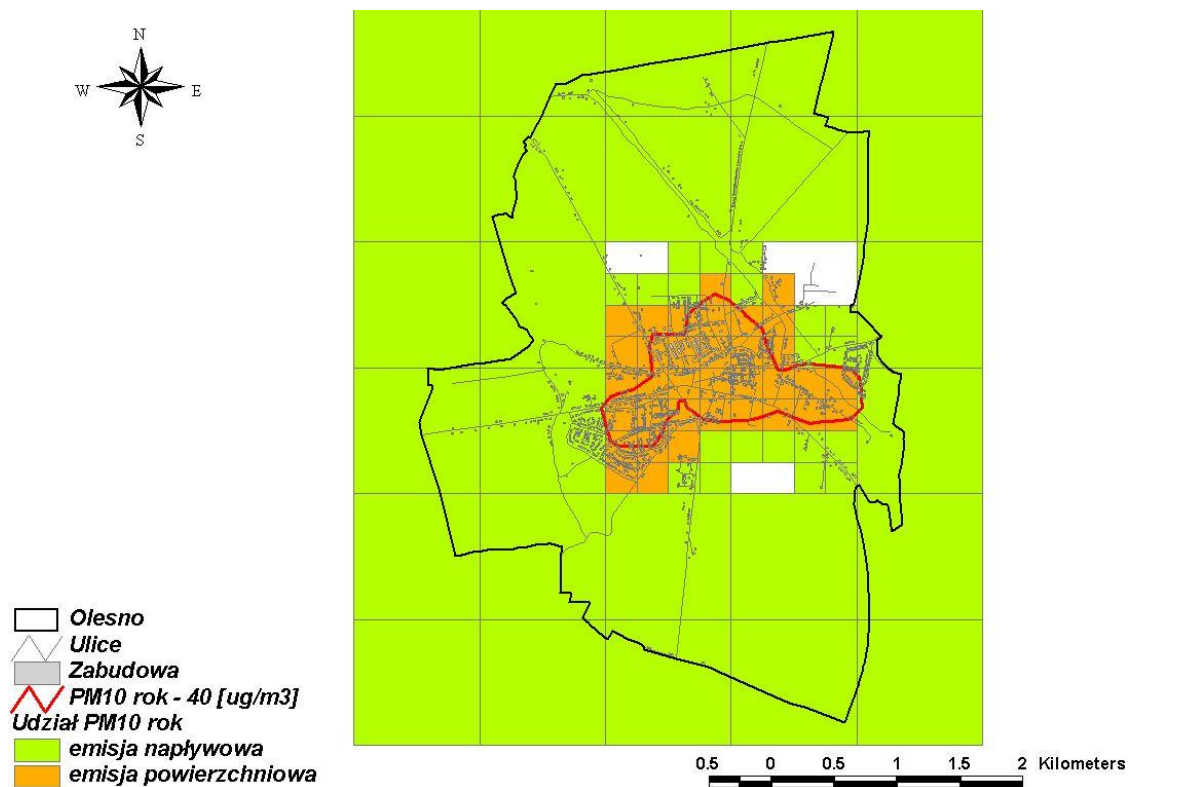 N
W E
S
Olesno
Ulice
Zabudowa
PM10 rok - 40 [ug/m3]
Udział PM10 rok
emisja napływowa
emisja powierzchniowa
0.5 0 0.5 1 1.5 2 Kilometers